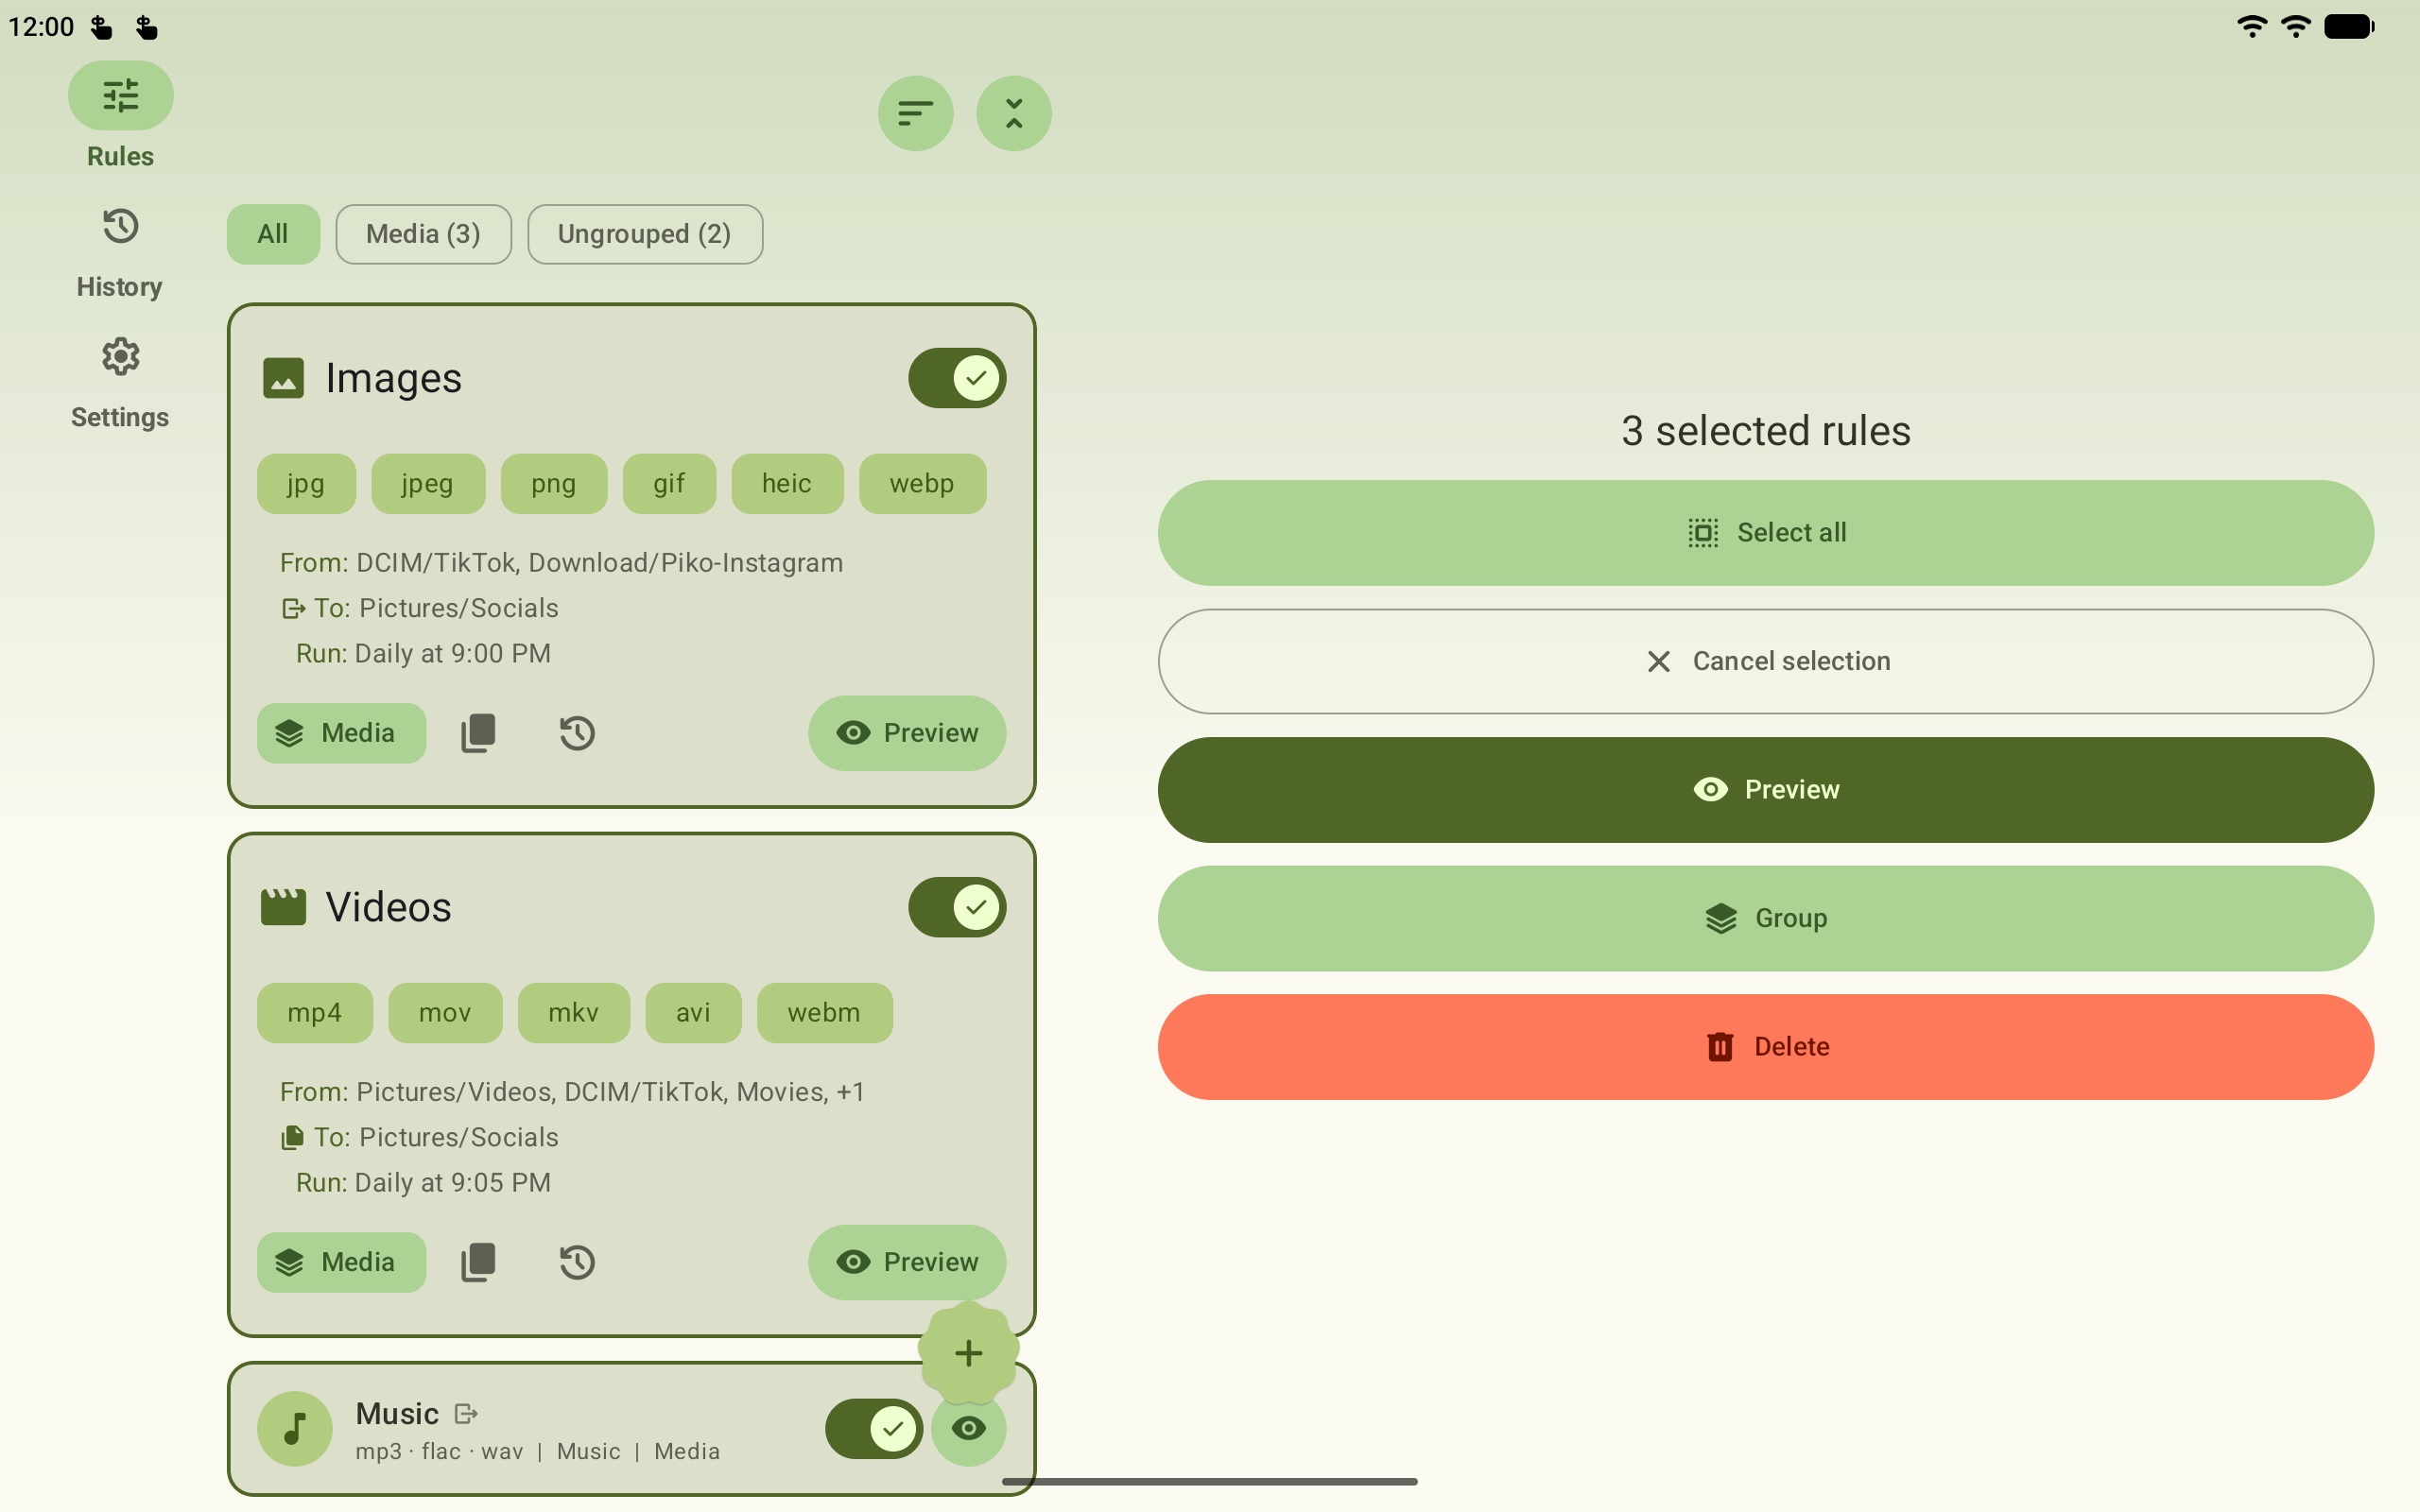 12:00
Rules
History
Settings
All
Media (3)
Ungrouped (2)
Images
jpg
jpeg
png
gif
heic
webp
From: DCIM/TikTok, Download/Piko-Instagram
To: Pictures/Socials
Run: Daily at 9:00 PM
Media
Preview
Videos
mp4
mov
mkv
avi
webm
From: Pictures/Videos, DCIM/TikTok, Movies, +1
To: Pictures/Socials
Run: Daily at 9:05 PM
Media
Preview
Music
mp3 · flac · wav | Music | Media
3 selected rules
Select all
Cancel selection
Preview
Group
Delete